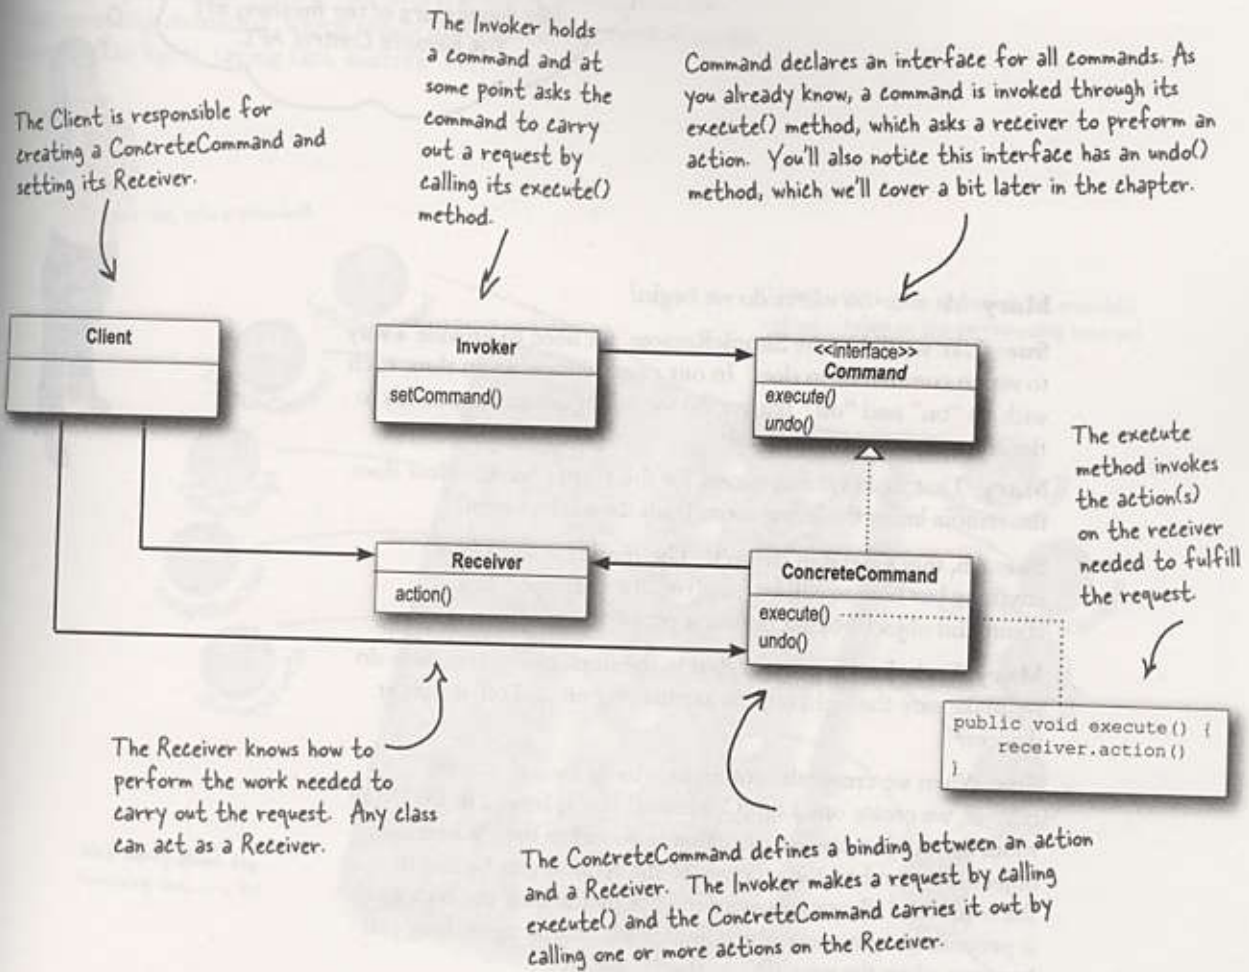 The Invoker holds
a command and at
some point asks the
command to carry
out a request by
calling its execute()
method.
Command declares an interface for all commands. As
you already know, a command is invoked through its
execute() method, which asks a receiver to preform an
action. You'll also notice this interface has an undo()
method, which we'll cover a bit later in the chapter.
The Client is responsible for
creating a ConcreteCommand and
setting its Receiver.
Client
Invoker
setCommand()
<<interface>>
Command
execute()
undo()
The execute
method invokes
the action(s)
on the receiver
needed to fulfill
the request.
Receiver
action()
ConcreteCommand
execute()
undo()
public void execute() {
receiver.action()
}
The Receiver knows how to
perform the work needed to
carry out the request. Any class
can act as a Receiver.
The ConcreteCommand defines a binding between an action
and a Receiver. The Invoker makes a request by calling
execute() and the ConcreteCommand carries it out by
calling one or more actions on the Receiver.